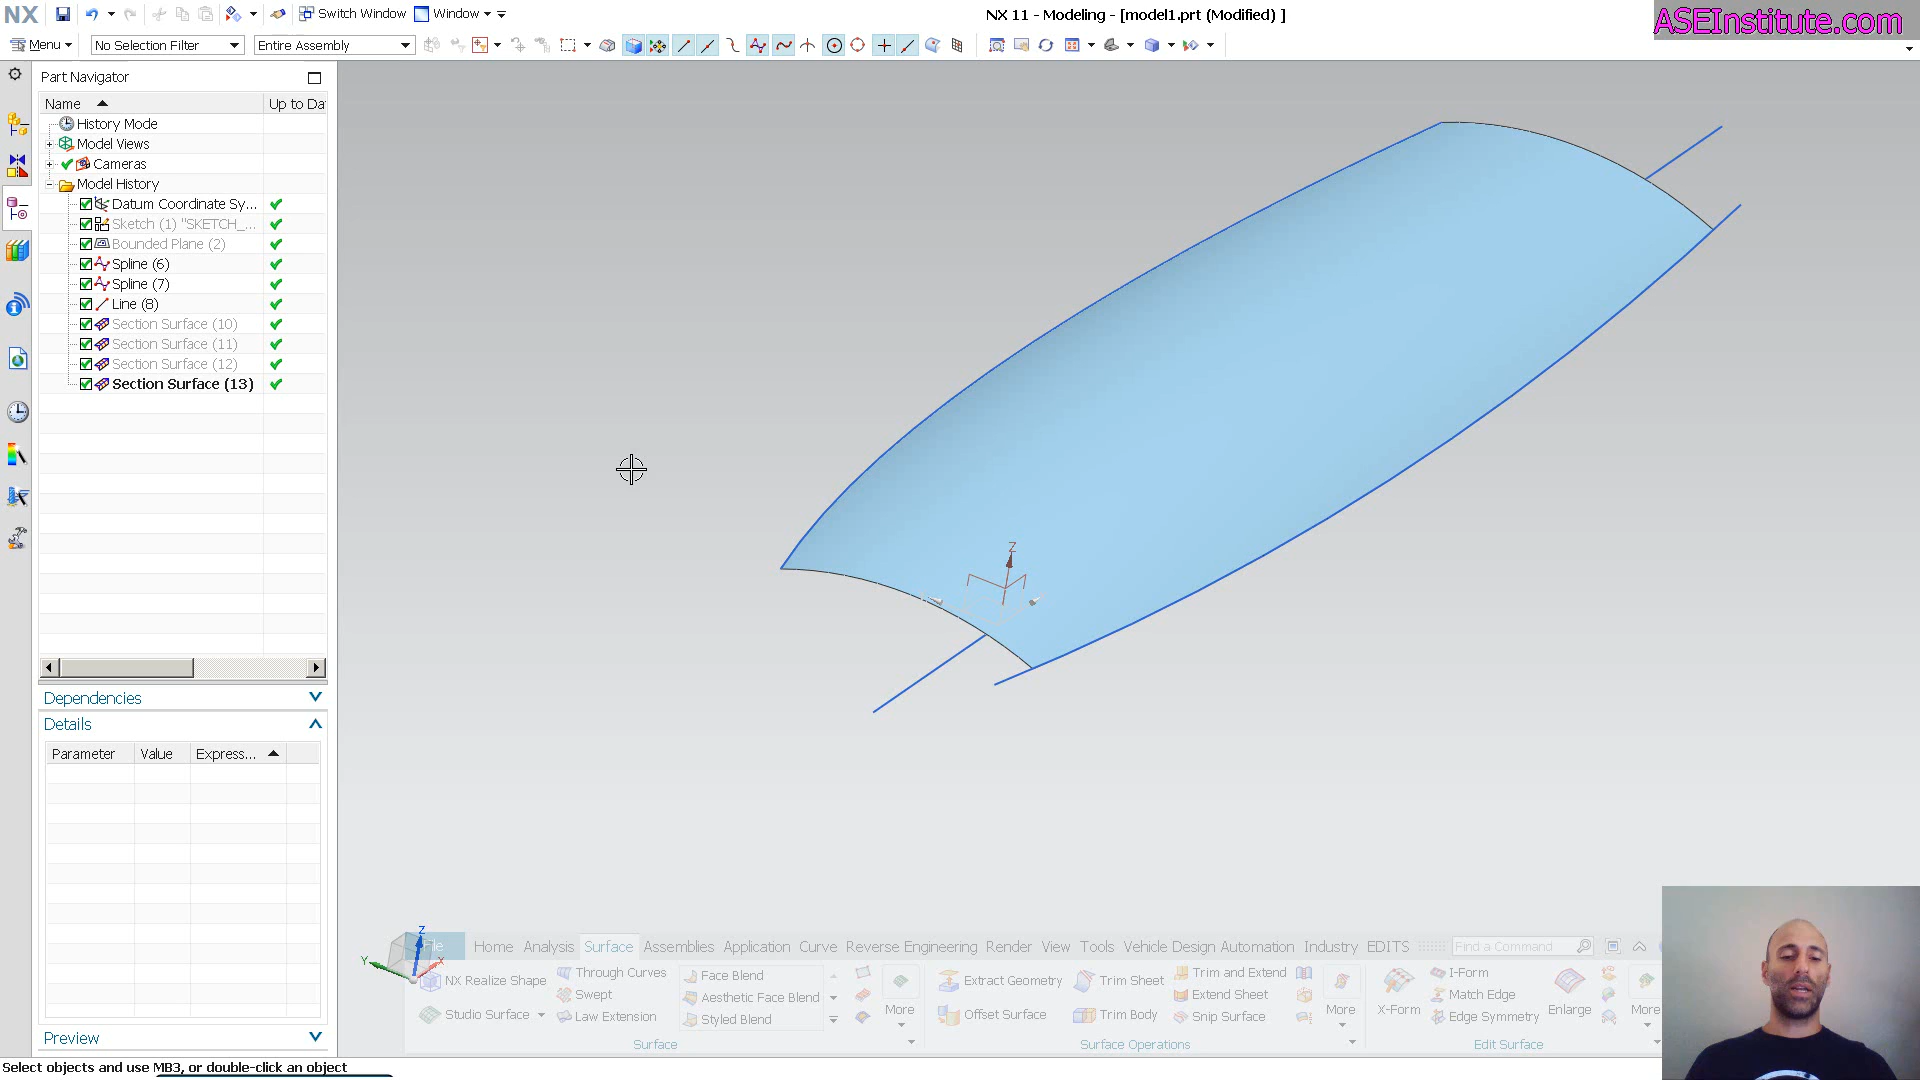 NX Switch Window Window NX 11 - Modeling - [model1.prt (Modified) ] ASEInstitute.com
Menu No Selection Filter Entire Assembly
Part Navigator
Name Up to Da
History Mode
Model Views
Cameras
Model History
Datum Coordinate Sy...
Sketch (1) "SKETCH_...
Bounded Plane (2)
Spline (6)
Spline (7)
Line (8)
Section Surface (10)
Section Surface (11)
Section Surface (12)
Section Surface (13)
Z
Dependencies
Details
Parameter Value Express...
Preview
Z
Y
X
File Home Analysis Surface Assemblies Application Curve Reverse Engineering Render View Tools Vehicle Design Automation Industry EDITS Find a Command
NX Realize Shape Through Curves Face Blend Extract Geometry Trim Sheet Trim and Extend I-Form
Swept Aesthetic Face Blend Extend Sheet Match Edge
Studio Surface Law Extension Styled Blend More Offset Surface Trim Body Snip Surface More X-Form Edge Symmetry Enlarge More
Surface Surface Operations Edit Surface
Select objects and use MB3, or double-click an object